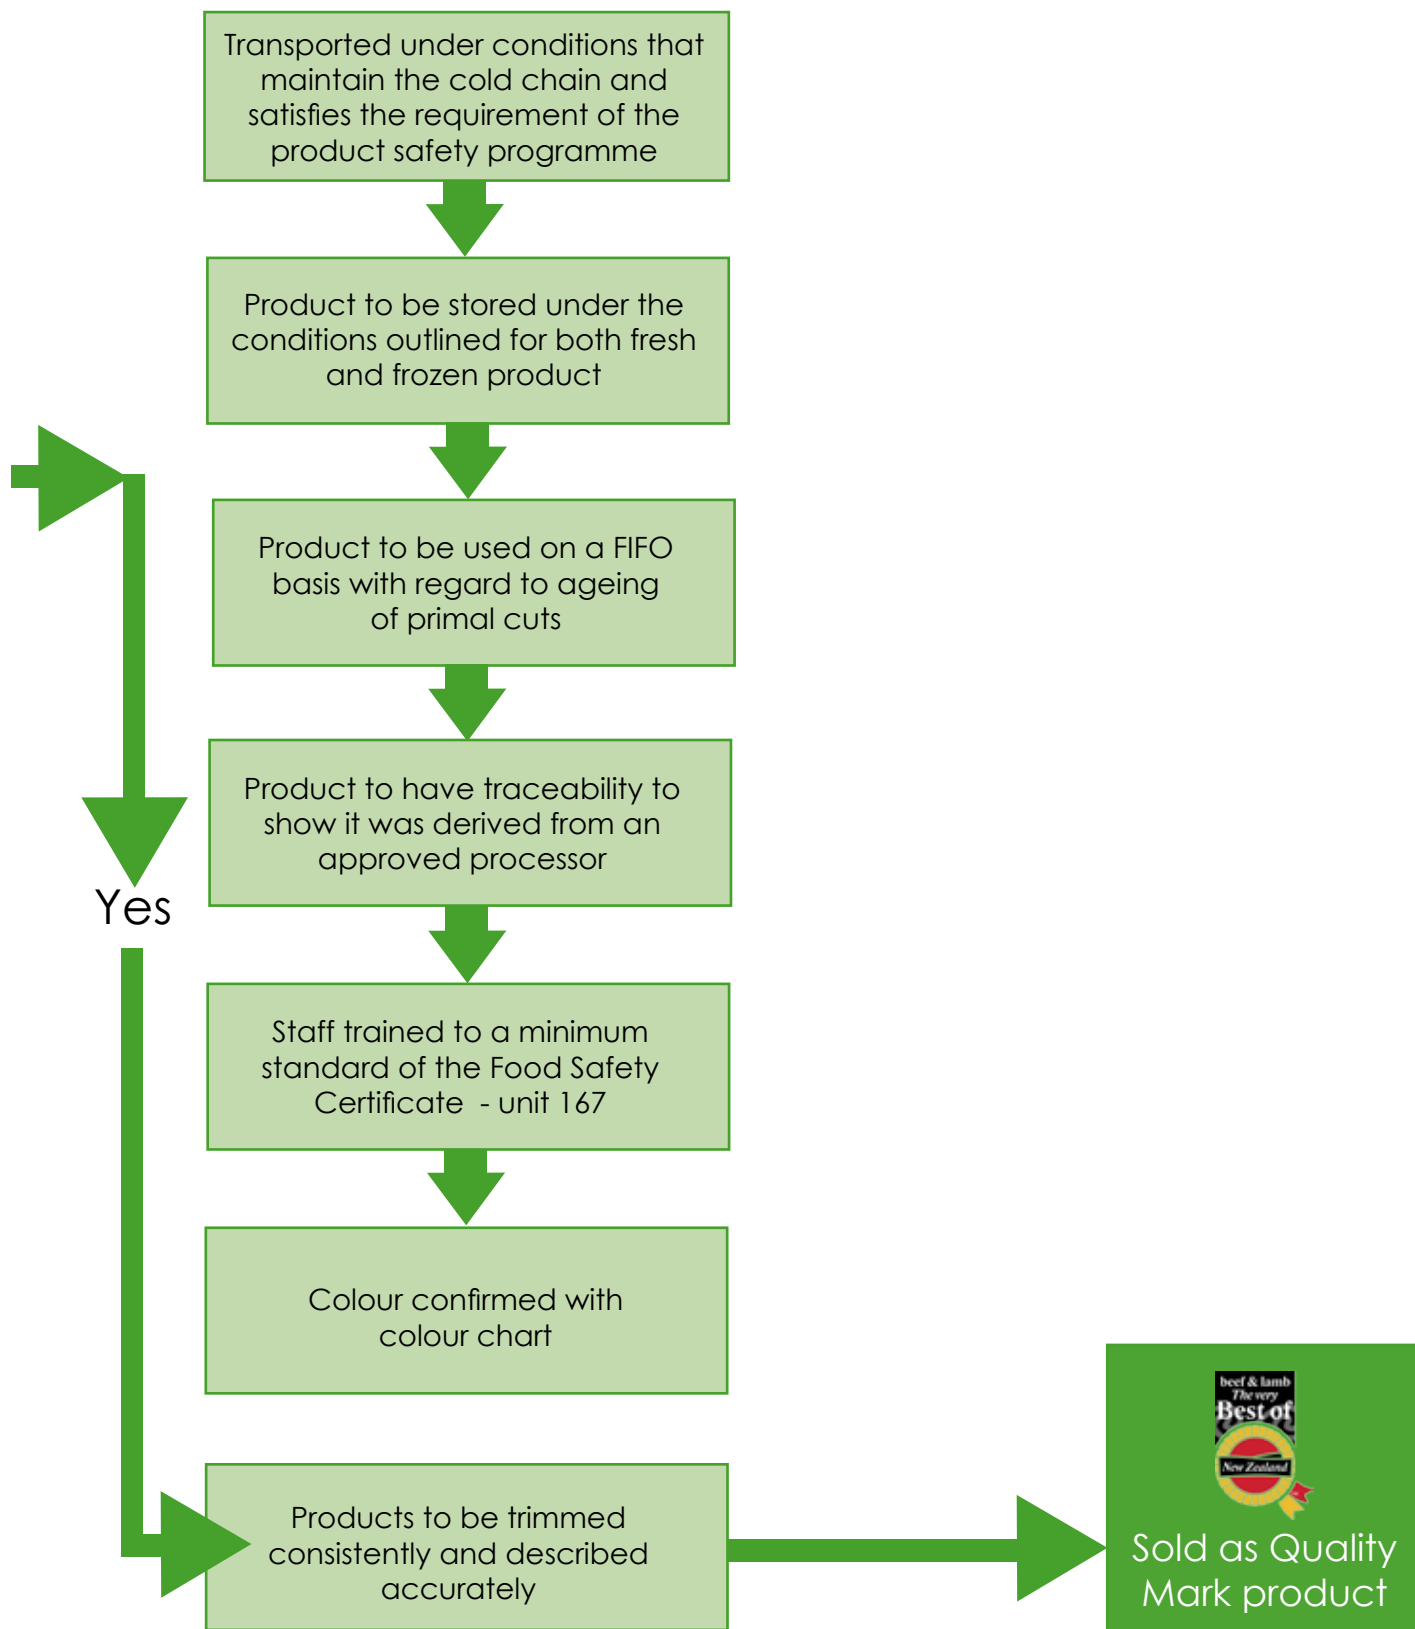 Transported under conditions that
maintain the cold chain and
satisfies the requirement of the
product safety programme
Product to be stored under the
conditions outlined for both fresh
and frozen product
Product to be used on a FIFO
basis with regard to ageing
of primal cuts
Product to have traceability to
show it was derived from an
approved processor
Yes
Staff trained to a minimum
standard of the Food Safety
Certificate - unit 167
Colour confirmed with
colour chart
Products to be trimmed
consistently and described
accurately
beef & lamb
The very
Best of
New Zealand
Sold as Quality
Mark product